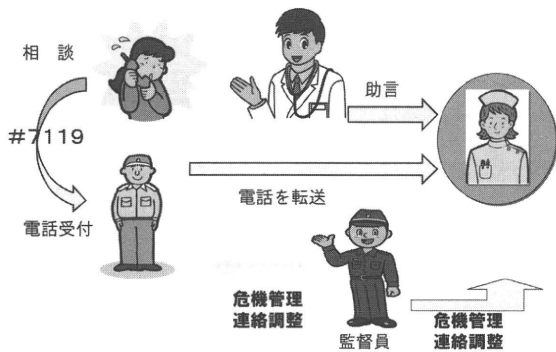 相 談
助言
#7119
電話を転送
電話受付
危機管理
連絡調整
監督員
危機管理
連絡調整